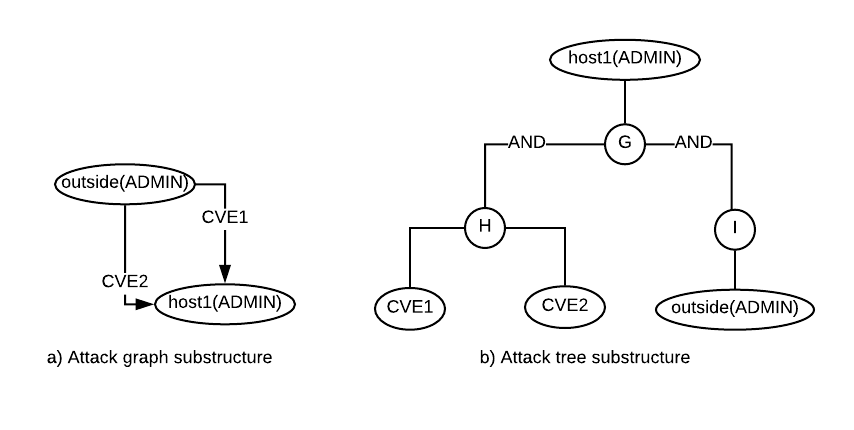 outside(ADMIN)
CVE1
CVE2
host1(ADMIN)
a) Attack graph substructure
host1(ADMIN)
AND
G
AND
H
I
CVE1
CVE2
outside(ADMIN)
b) Attack tree substructure